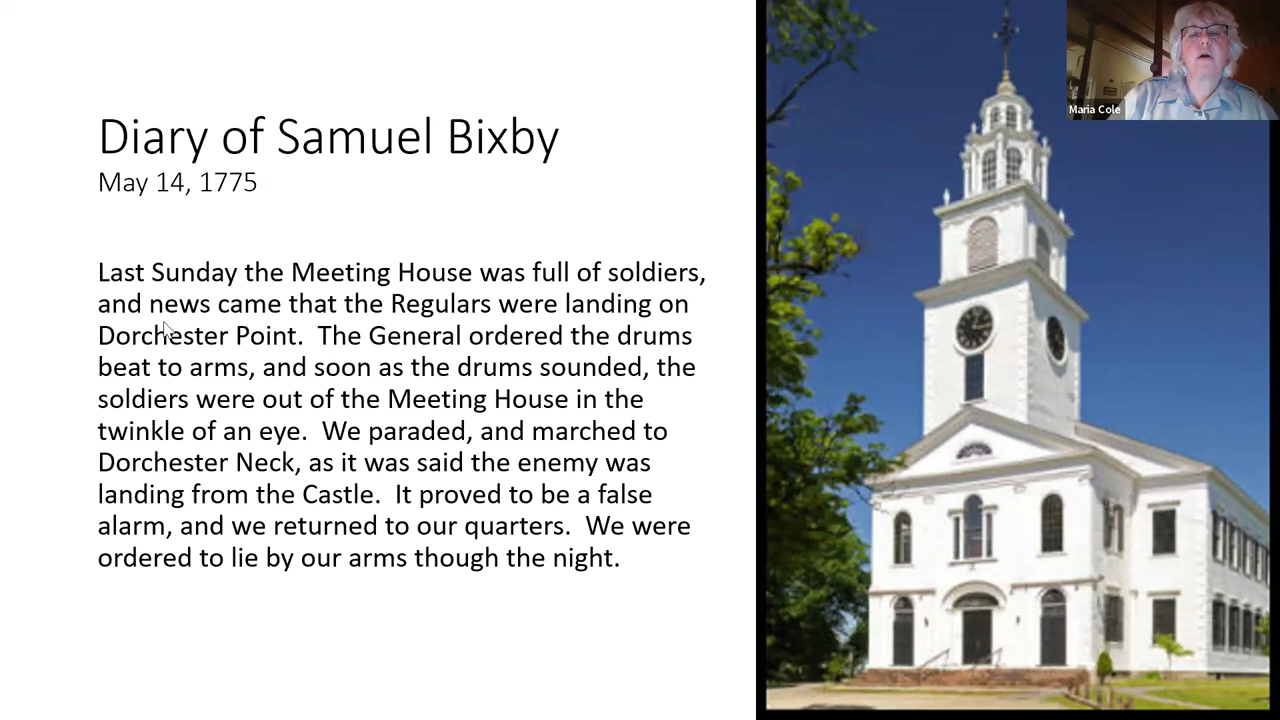 Diary of Samuel Bixby
May 14, 1775
Last Sunday the Meeting House was full of soldiers,
and news came that the Regulars were landing on
Dorchester Point.  The General ordered the drums
beat to arms, and soon as the drums sounded, the
soldiers were out of the Meeting House in the
twinkle of an eye.  We paraded, and marched to
Dorchester Neck, as it was said the enemy was
landing from the Castle.  It proved to be a false
alarm, and we returned to our quarters.  We were
ordered to lie by our arms though the night.
Maria Cole